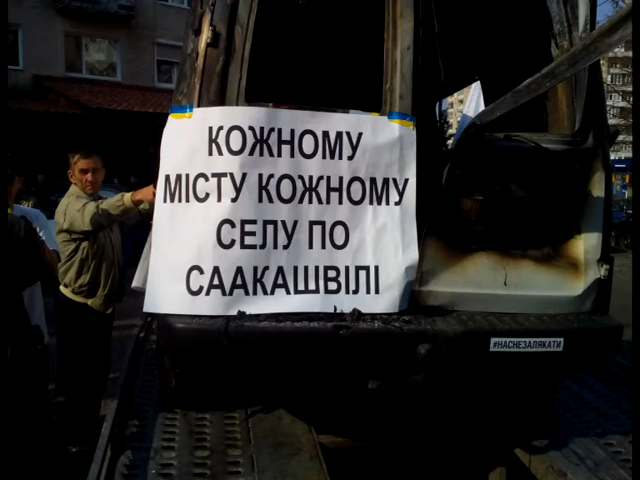 КОЖНОМУ
МІСТУ КОЖНОМУ
СЕЛУ ПО
СААКАШВІЛІ
#НАСНЕЗАЛЯКАТИ